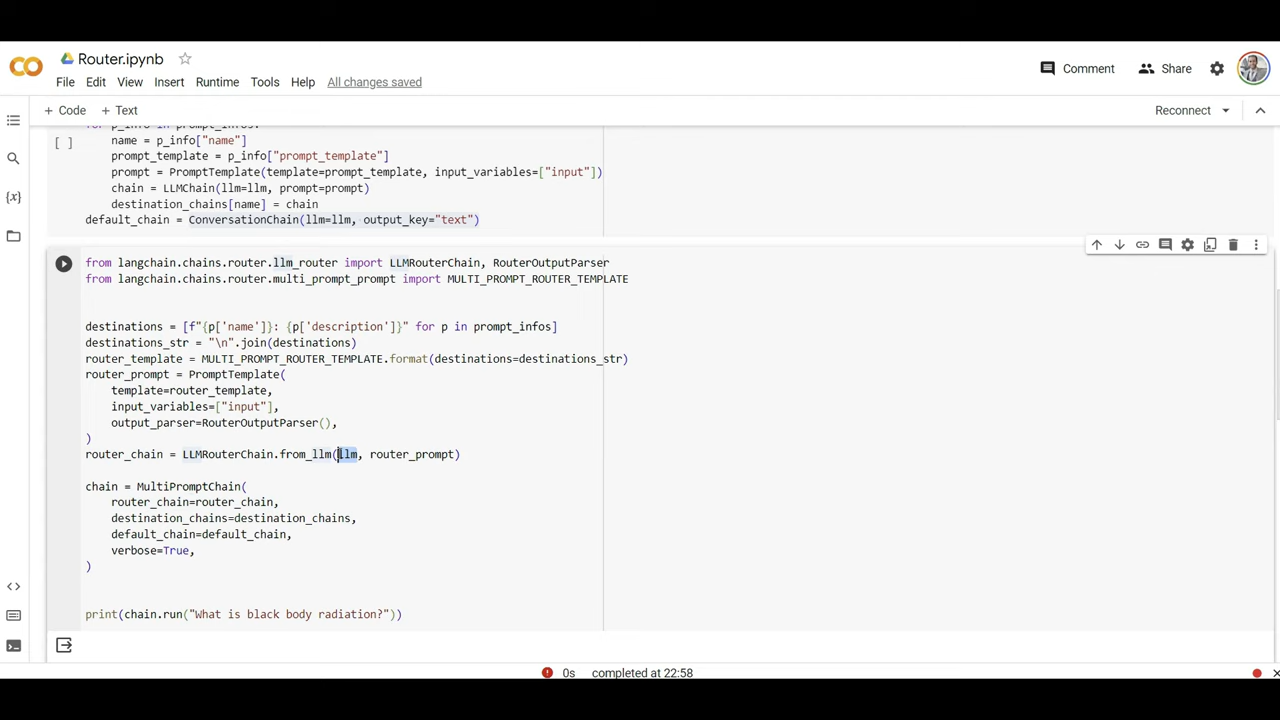 Router.ipynb
File Edit View Insert Runtime Tools Help All changes saved
Comment Share
+ Code + Text
Reconnect
for p_info in prompt_infos:
[ ]
name = p_info["name"]
prompt_template = p_info["prompt_template"]
prompt = PromptTemplate(template=prompt_template, input_variables=["input"])
chain = LLMChain(llm=llm, prompt=prompt)
destination_chains[name] = chain
default_chain = ConversationChain(llm=llm, output_key="text")
from langchain.chains.router.llm_router import LLMRouterChain, RouterOutputParser
from langchain.chains.router.multi_prompt_prompt import MULTI_PROMPT_ROUTER_TEMPLATE
destinations = [f"{p['name']}: {p['description']}" for p in prompt_infos]
destinations_str = "\n".join(destinations)
router_template = MULTI_PROMPT_ROUTER_TEMPLATE.format(destinations=destinations_str)
router_prompt = PromptTemplate(
template=router_template,
input_variables=["input"],
output_parser=RouterOutputParser(),
)
router_chain = LLMRouterChain.from_llm(llm, router_prompt)
chain = MultiPromptChain(
router_chain=router_chain,
destination_chains=destination_chains,
default_chain=default_chain,
verbose=True,
)
print(chain.run("What is black body radiation?"))
0s completed at 22:58